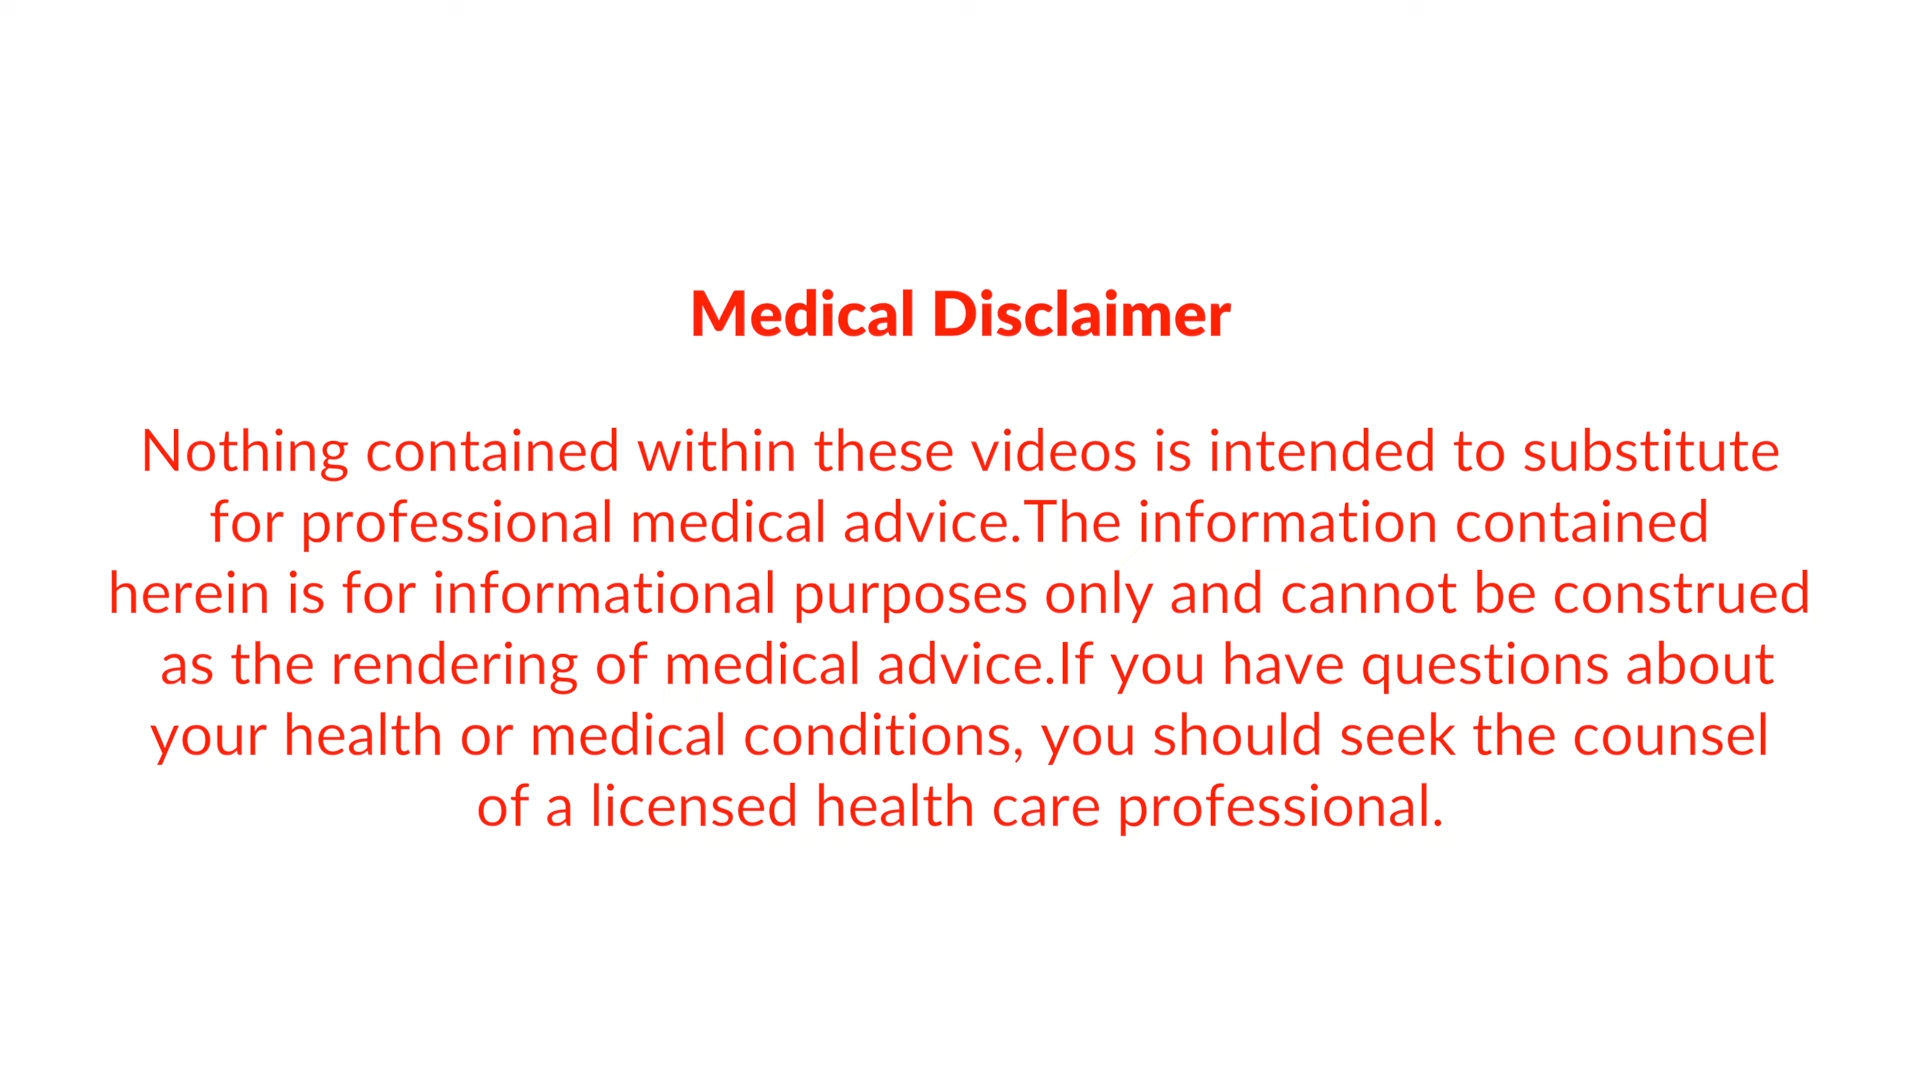 Medical Disclaimer
Nothing contained within these videos is intended to substitute
for professional medical advice.The information contained
herein is for informational purposes only and cannot be construed
as the rendering of medical advice.If you have questions about
your health or medical conditions, you should seek the counsel
of a licensed health care professional.